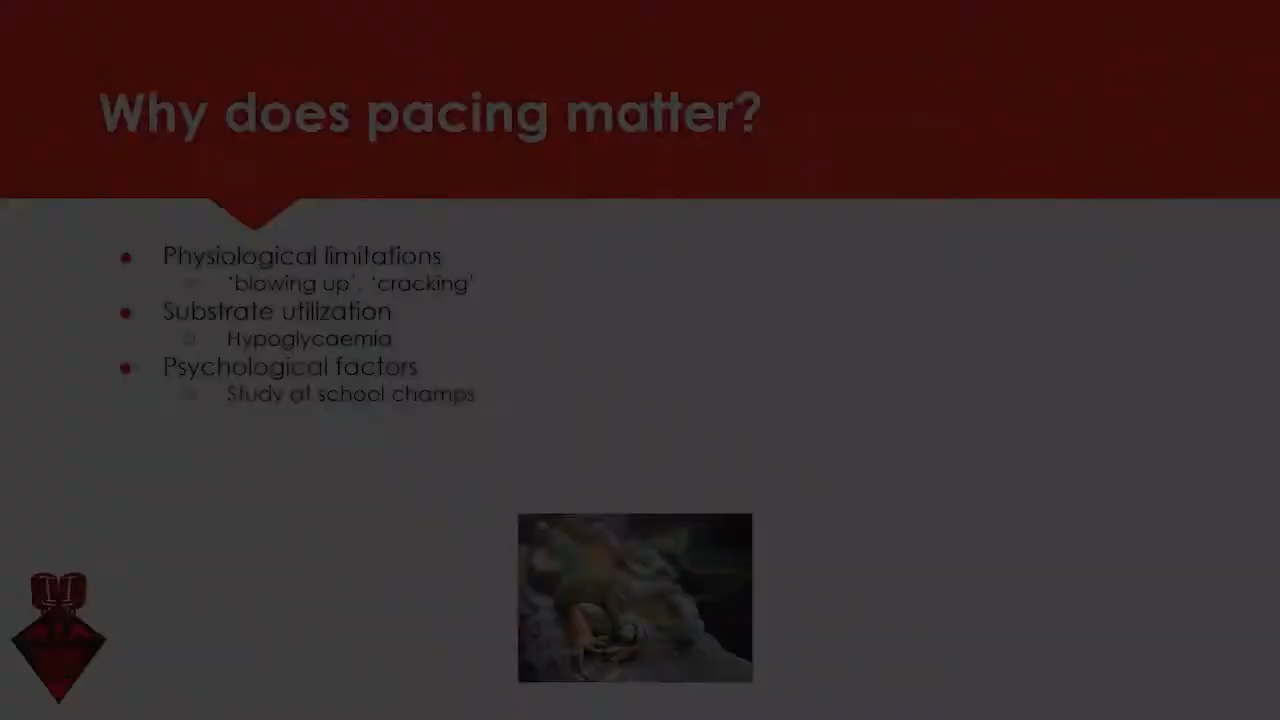 Why does pacing matter?
Physiological limitations
‘blowing up’, ‘cracking’
Substrate utilization
Hypoglycaemia
Psychological factors
Study at school champs